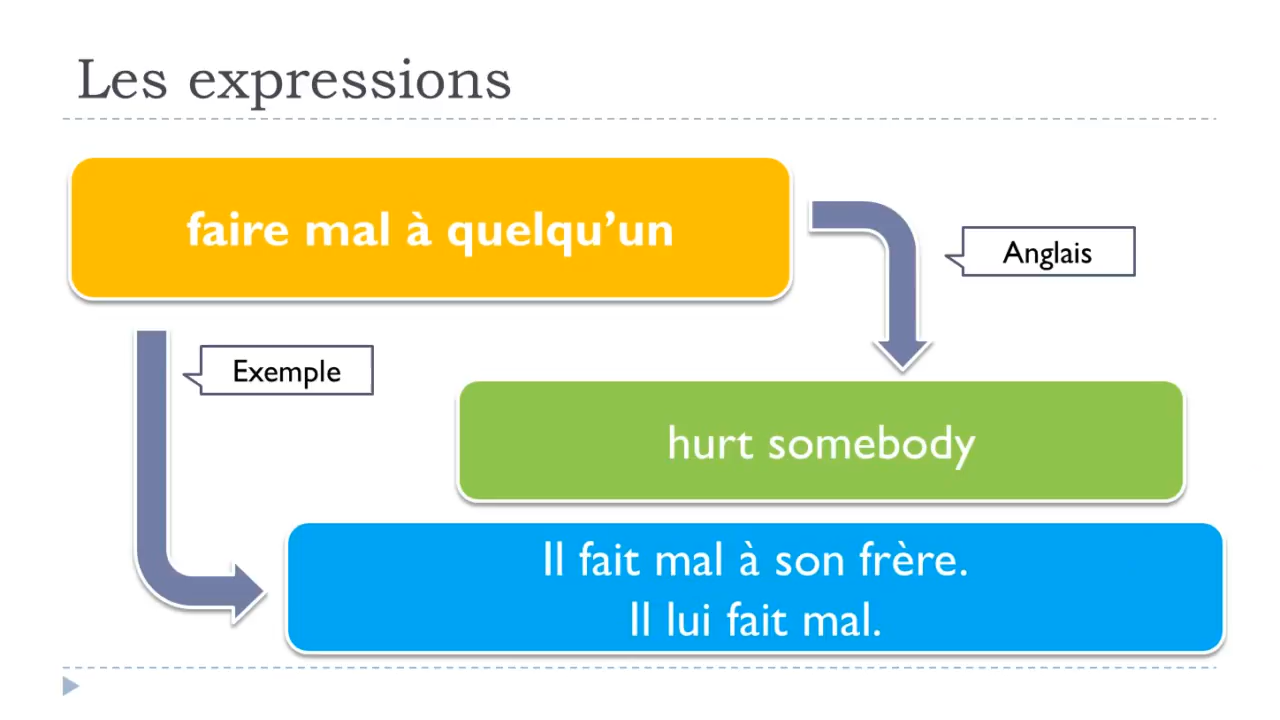 Les expressions
faire mal à quelqu’un
Anglais
Exemple
hurt somebody
Il fait mal à son frère.
Il lui fait mal.